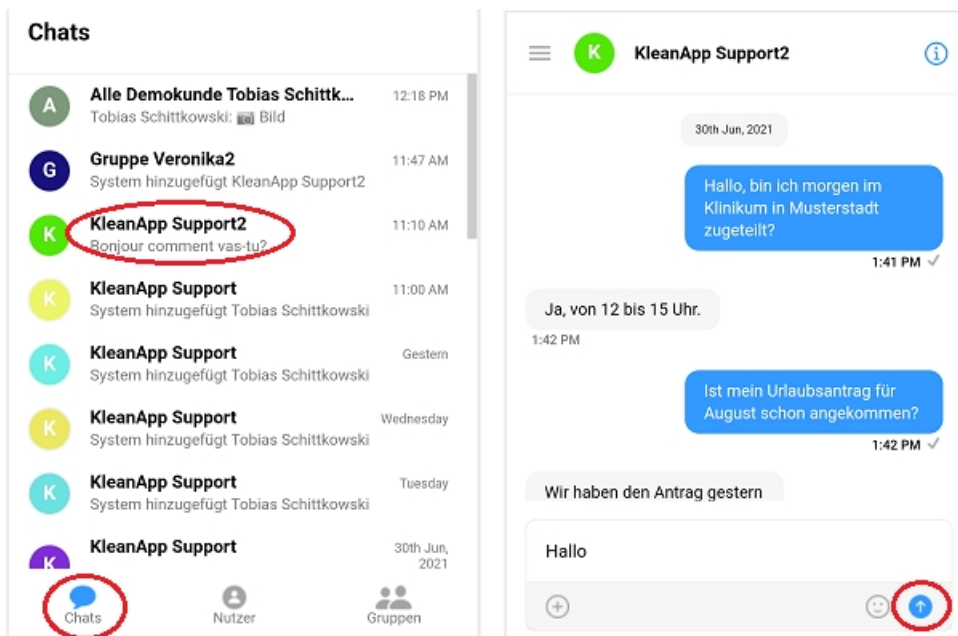 Chats
A
Alle Demokunde Tobias Schittk...
12:18 PM
Tobias Schittkowski: 📷 Bild
G
Gruppe Veronika2
11:47 AM
System hinzugefügt KleanApp Support2
K
KleanApp Support2
11:10 AM
Bonjour comment vas-tu?
K
KleanApp Support
11:00 AM
System hinzugefügt Tobias Schittkowski
K
KleanApp Support
Gestern
System hinzugefügt Tobias Schittkowski
K
KleanApp Support
Wednesday
System hinzugefügt Tobias Schittkowski
K
KleanApp Support
Tuesday
System hinzugefügt Tobias Schittkowski
K
KleanApp Support
30th Jun,
2021
Chats
Nutzer
Gruppen
K
KleanApp Support2
30th Jun, 2021
Hallo, bin ich morgen im
Klinikum in Musterstadt
zugeteilt?
1:41 PM
Ja, von 12 bis 15 Uhr.
1:42 PM
Ist mein Urlaubsantrag für
August schon angekommen?
1:42 PM
Wir haben den Antrag gestern
Hallo